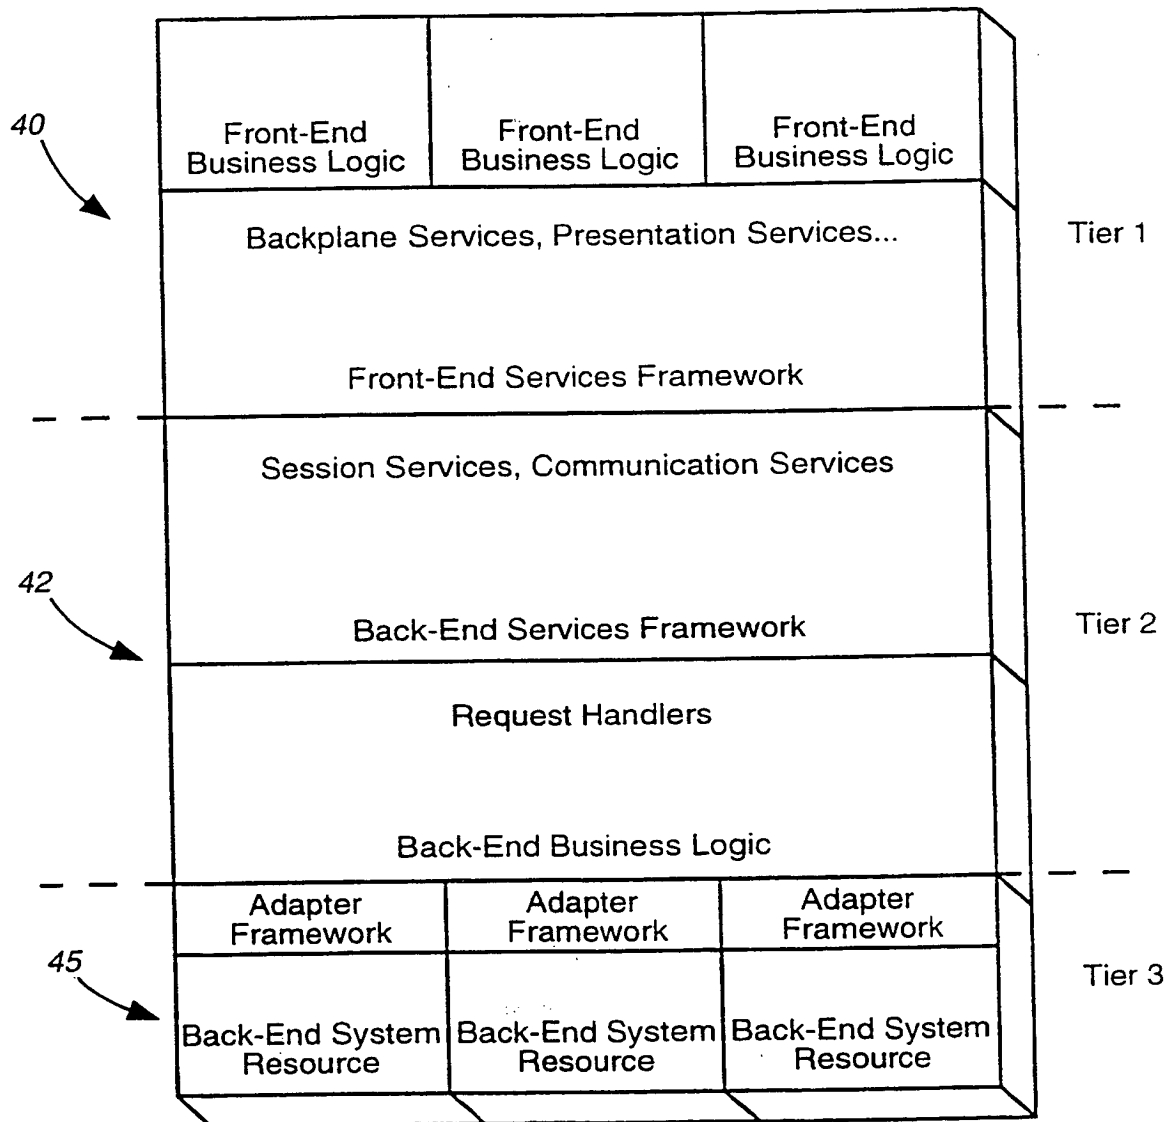 Front-End
Business Logic
Front-End
Business Logic
Front-End
Business Logic
40
Backplane Services, Presentation Services...
Tier 1
Front-End Services Framework
Session Services, Communication Services
42
Back-End Services Framework
Tier 2
Request Handlers
Back-End Business Logic
Adapter
Framework
Adapter
Framework
Adapter
Framework
45
Tier 3
Back-End System
Resource
Back-End System
Resource
Back-End System
Resource